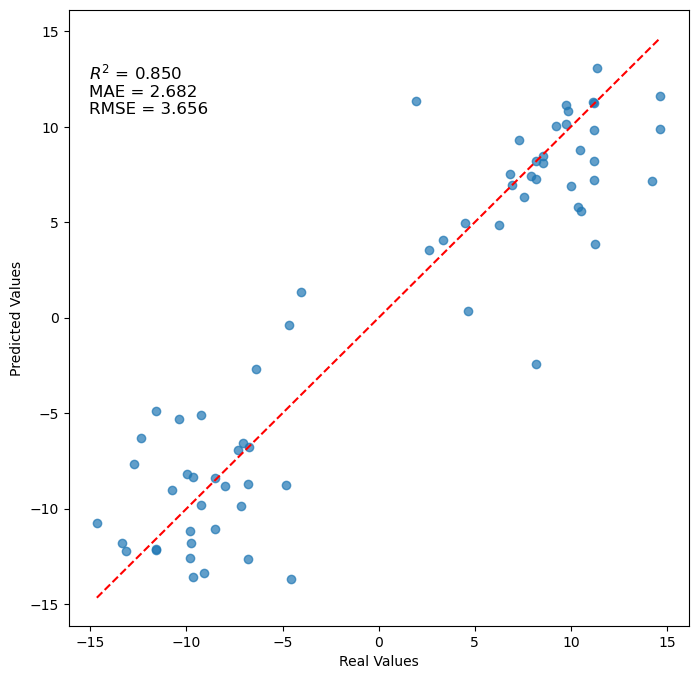 15
10
5
0
−5
−10
−15
R² = 0.850
MAE = 2.682
RMSE = 3.656
Predicted Values
−15 −10 −5 0 5 10 15
Real Values